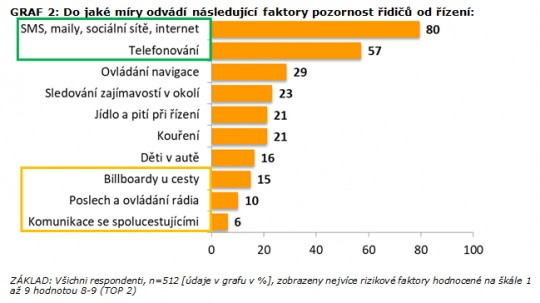 GRAF 2: Do jaké míry odvádí následující faktory pozornost řidičů od řízení:
SMS, maily, sociální sítě, internet 80
Telefonování 57
Ovládání navigace 29
Sledování zajímavostí v okolí 23
Jídlo a pití při řízení 21
Kouření 21
Děti v autě 16
Billboardy u cesty 15
Poslech a ovládání rádia 10
Komunikace se spolucestujícími 6
0 20 40 60 80 100
ZÁKLAD: Všichni respondenti, n=512 [údaje v grafu v %], zobrazeny nejvíce rizikové faktory hodnocené na škále 1
až 9 hodnotou 8-9 (TOP 2)